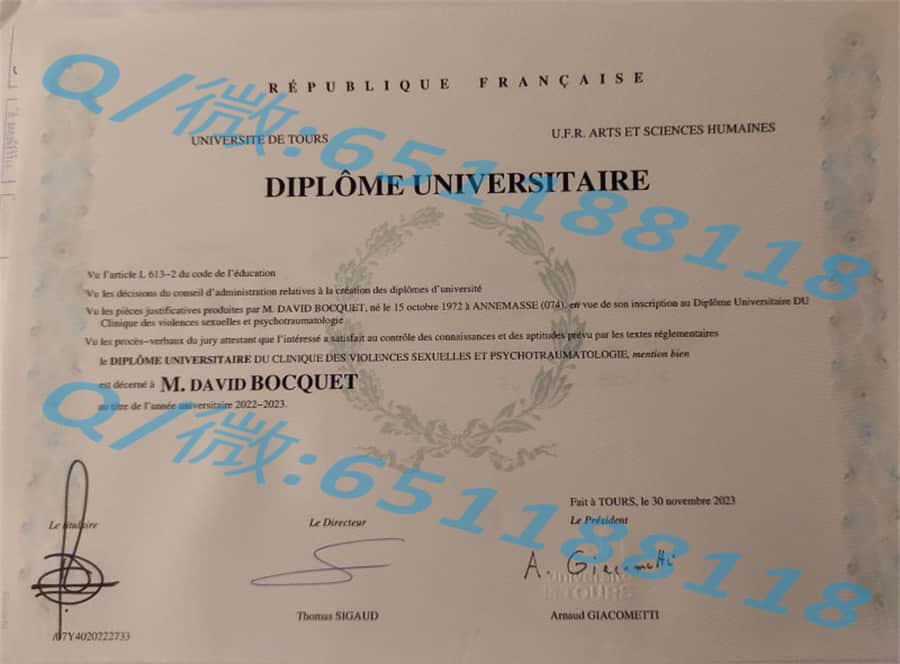 RÉPUBLIQUE FRANÇAISE
UNIVERSITE DE TOURS
U.F.R. ARTS ET SCIENCES HUMAINES
DIPLÔME UNIVERSITAIRE
Q/微:651188118
Vu l'article L 613-2 du code de l'éducation
Vu les décisions du conseil d'administration relatives à la création des diplômes d'université
Vu les pièces justificatives produites par M. DAVID BOCQUET, né le 15 octobre 1972 à ANNEMASSE (074), en vue de son inscription au Diplôme Universitaire DU
Clinique des violences sexuelles et psychotraumatologie
Vu les procès-verbaux du jury attestant que l'intéressé a satisfait au contrôle des connaissances et des aptitudes prévu par les textes réglementaires
le DIPLÔME UNIVERSITAIRE DU CLINIQUE DES VIOLENCES SEXUELLES ET PSYCHOTRAUMATOLOGIE, mention bien
est décerné à M. DAVID BOCQUET
au titre de l'année universitaire 2022-2023.
Q/微:651188118
Fait à TOURS, le 30 novembre 2023
Le titulaire
Le Directeur
Le Président
A. Giacometti
université
de TOURS
Thomas SIGAUD
Arnaud GIACOMETTI
/07Y4020222733